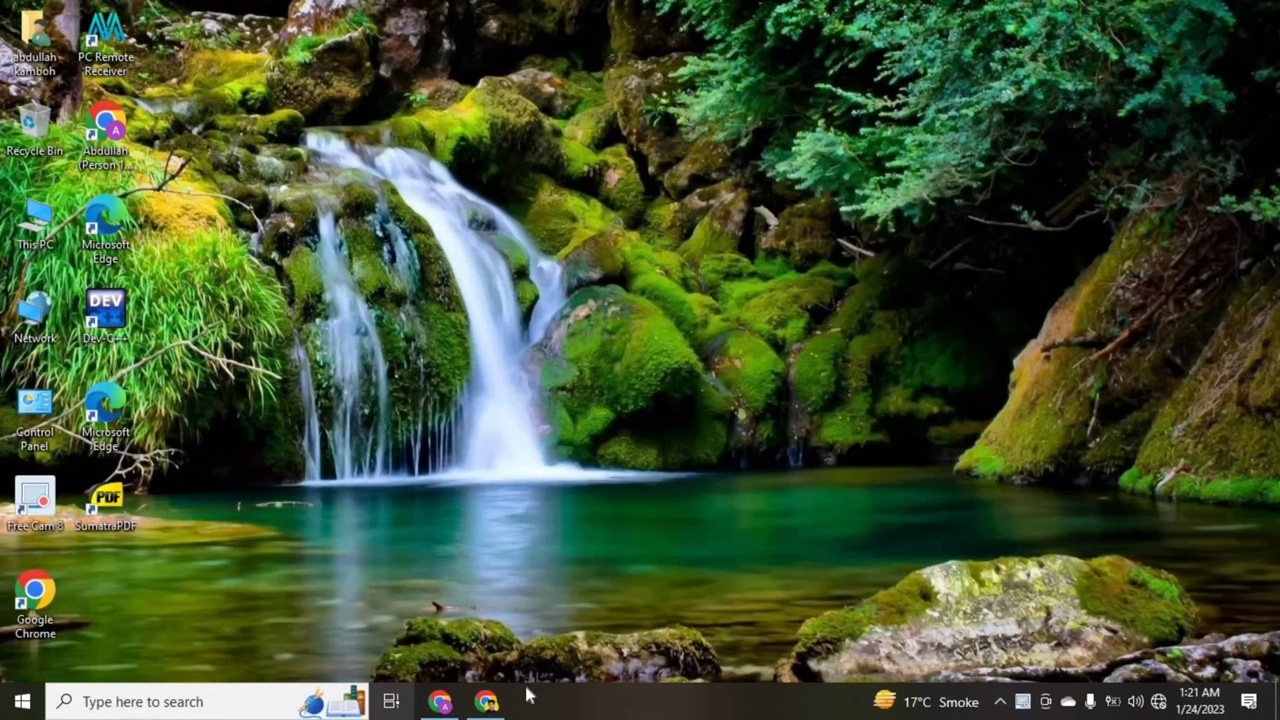 abdullah
kamboh
PC Remote
Receiver
Recycle Bin
A
Abdullah
(Person 1...
This PC
Microsoft
Edge
DEV
C++
Network
Dev-C++
Control
Panel
Microsoft
Edge
Free Cam 8
PDF
SumatraPDF
Google
Chrome
Type here to search
A
17°C Smoke
1:21 AM
1/24/2023